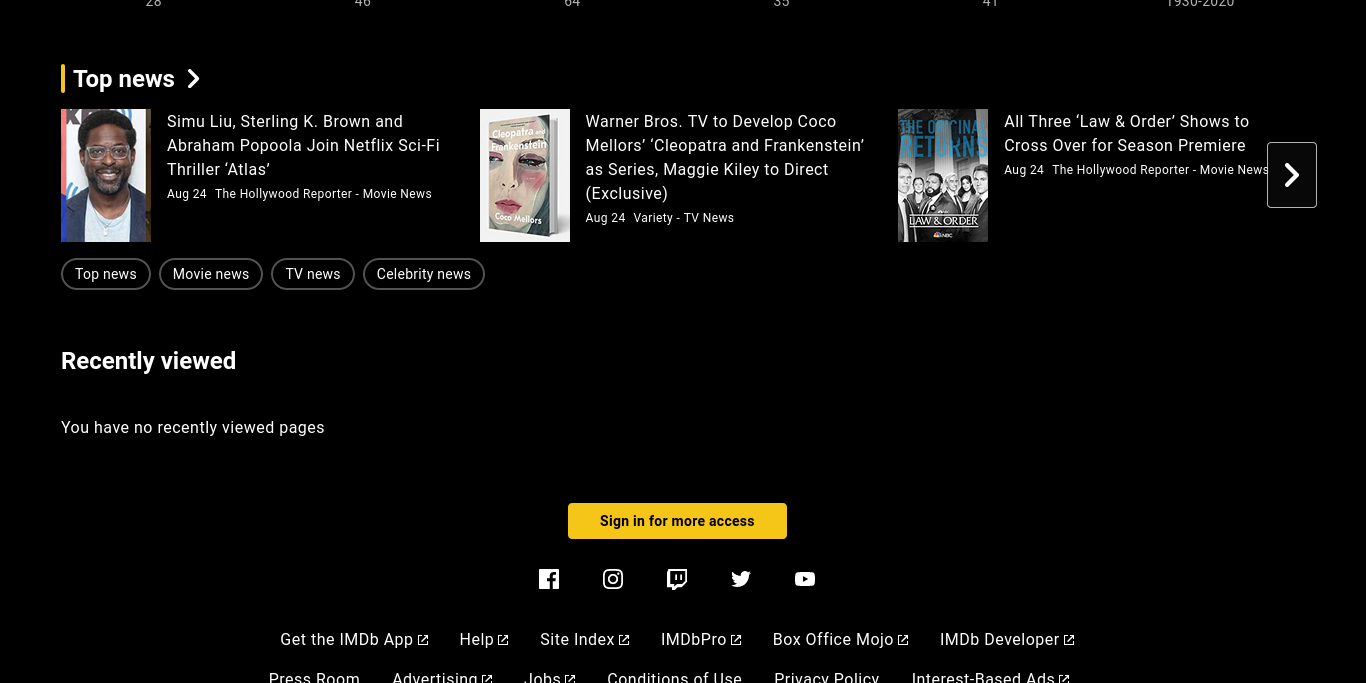 28 46 64 35 41 1930-2020
Top news
Simu Liu, Sterling K. Brown and
Abraham Popoola Join Netflix Sci-Fi
Thriller ‘Atlas’
Aug 24 The Hollywood Reporter - Movie News
Cleopatra and
Frankenstein
Coco Mellors
Warner Bros. TV to Develop Coco
Mellors’ ‘Cleopatra and Frankenstein’
as Series, Maggie Kiley to Direct
(Exclusive)
Aug 24 Variety - TV News
THE ORIGINAL
RETURNS
LAW & ORDER
NBC
All Three ‘Law & Order’ Shows to
Cross Over for Season Premiere
Aug 24 The Hollywood Reporter - Movie News
Top news Movie news TV news Celebrity news
Recently viewed
You have no recently viewed pages
Sign in for more access
Get the IMDb App Help Site Index IMDbPro Box Office Mojo IMDb Developer
Press Room Advertising Jobs Conditions of Use Privacy Policy Interest-Based Ads